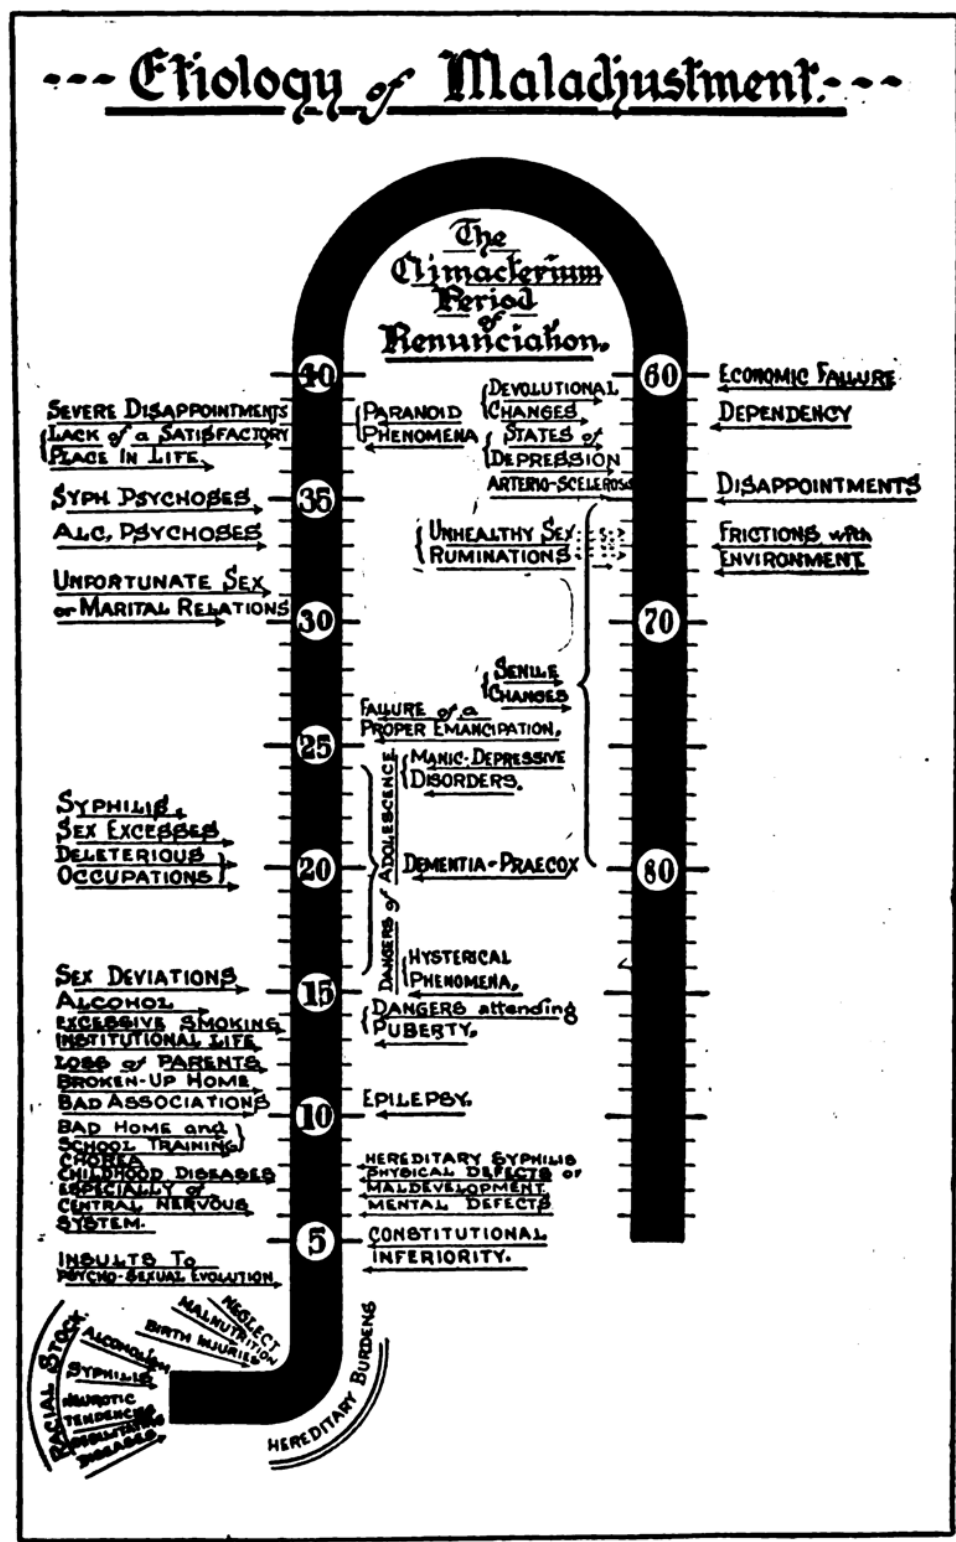 --- Etiology of Maladjustment.---
The
Climacterium
Period
of
Renunciation.
40
SEVERE DISAPPOINTMENTS
LACK of a SATISFACTORY
PLACE IN LIFE.
PARANOID
PHENOMENA
DEVOLUTIONAL
CHANGES
STATES of
DEPRESSION
ARTERIO-SCELEROSIS
60
ECONOMIC FAILURE
DEPENDENCY
DISAPPOINTMENTS
FRICTIONS with
ENVIRONMENT
35
SYPH PSYCHOSES
ALC. PSYCHOSES
UNHEALTHY SEX
RUMINATIONS
UNFORTUNATE SEX
or MARITAL RELATIONS
30
70
SENILE
CHANGES
FAILURE of a
PROPER EMANCIPATION.
25
MANIC-DEPRESSIVE
DISORDERS.
DANGERS of ADOLESCENCE
SYPHILIS.
SEX EXCESSES
DELETERIOUS
OCCUPATIONS
20
DEMENTIA-PRAECOX
80
HYSTERICAL
PHENOMENA.
SEX DEVIATIONS
15
ALCOHOL
EXCESSIVE SMOKING
INSTITUTIONAL LIFE
DANGERS attending
PUBERTY.
LOSS of PARENTS
BROKEN-UP HOME
BAD ASSOCIATIONS
10
EPILEPSY.
BAD HOME and
SCHOOL TRAINING
CHOREA
CHILDHOOD DISEASES
ESPECIALLY of
CENTRAL NERVOUS
SYSTEM.
HEREDITARY SYPHILIS
PHYSICAL DEFECTS or
MALDEVELOPMENT
MENTAL DEFECTS
5
CONSTITUTIONAL
INFERIORITY.
INSULTS TO
PSYCHO-SEXUAL EVOLUTION
NEGLECT
MALNUTRITION
BIRTH INJURIES
RACIAL STOCK.
ALCOHOLISM
SYPHILIS
NEUROTIC
TENDENCIES
DEBILITATING
DISEASES
HEREDITARY BURDENS